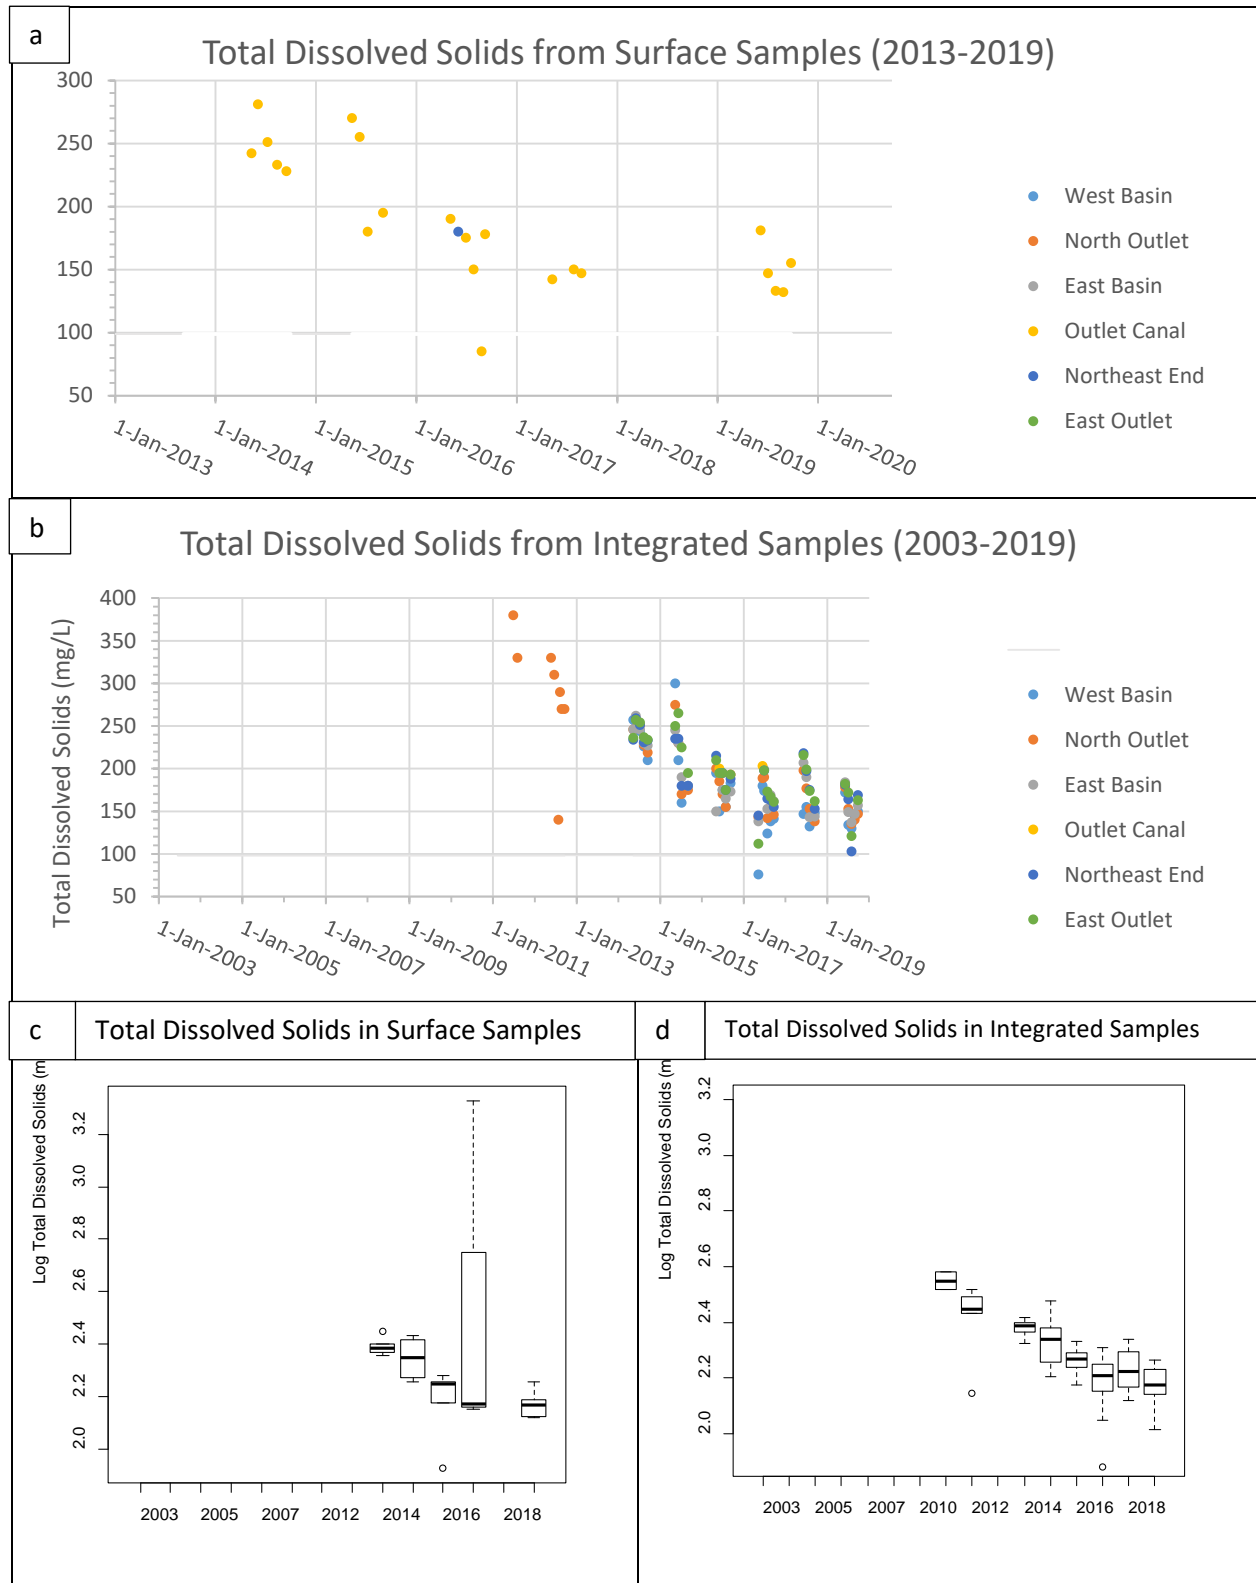 a
Total Dissolved Solids from Surface Samples (2013-2019)
300
250
200
150
100
50
1-Jan-2013
1-Jan-2014
1-Jan-2015
1-Jan-2016
1-Jan-2017
1-Jan-2018
1-Jan-2019
1-Jan-2020
West Basin
North Outlet
East Basin
Outlet Canal
Northeast End
East Outlet
b
Total Dissolved Solids from Integrated Samples (2003-2019)
Total Dissolved Solids (mg/L)
400
350
300
250
200
150
100
50
1-Jan-2003
1-Jan-2005
1-Jan-2007
1-Jan-2009
1-Jan-2011
1-Jan-2013
1-Jan-2015
1-Jan-2017
1-Jan-2019
West Basin
North Outlet
East Basin
Outlet Canal
Northeast End
East Outlet
c
Total Dissolved Solids in Surface Samples
Log Total Dissolved Solids (m
3.2
3.0
2.8
2.6
2.4
2.2
2.0
2003 2005 2007 2012 2014 2016 2018
d
Total Dissolved Solids in Integrated Samples
Log Total Dissolved Solids (m
3.2
3.0
2.8
2.6
2.4
2.2
2.0
2003 2005 2007 2010 2012 2014 2016 2018